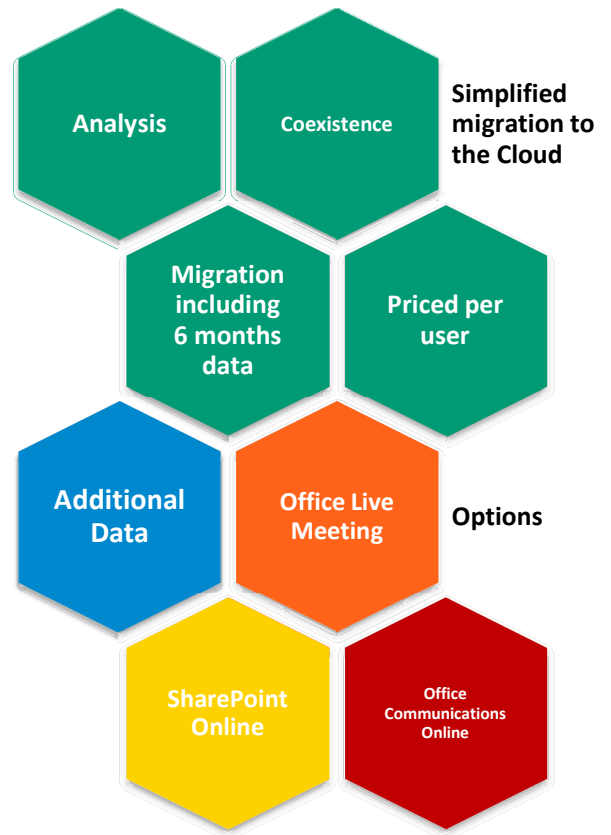 Analysis
Coexistence
Simplified
migration to
the Cloud
Migration
including
6 months
data
Priced per
user
Additional
Data
Office Live
Meeting
Options
SharePoint
Online
Office
Communications
Online